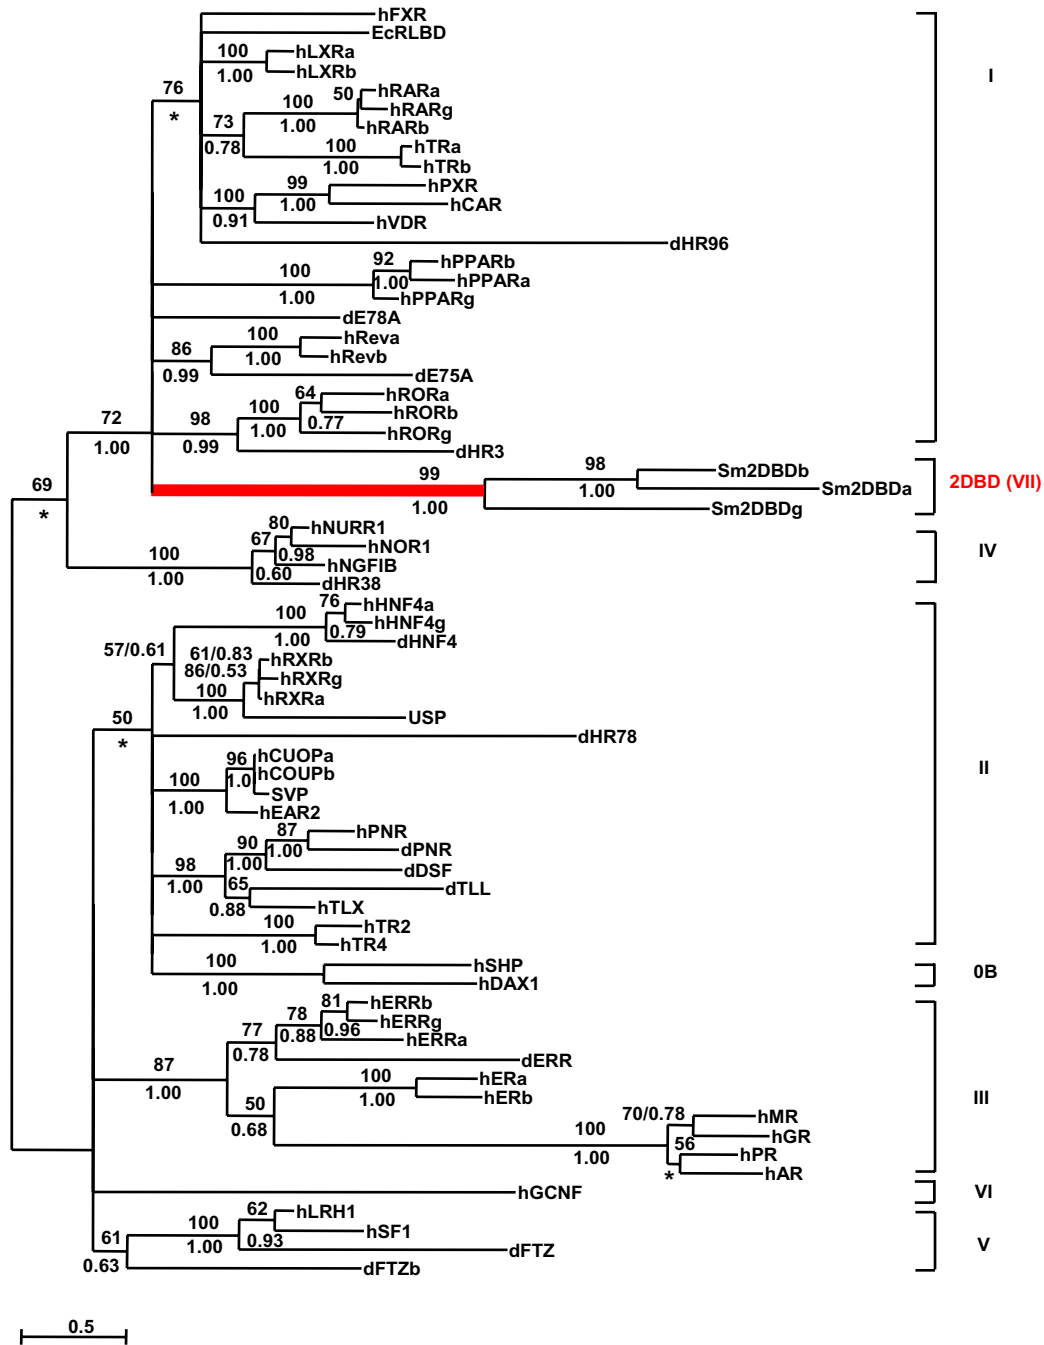 hFXR
EcRLBD
100
hLXRa
1.00
hLXRb
I
76
*
50
hRARa
100
hRARg
1.00
hRARb
73
0.78
100
hTRa
1.00
hTRb
99
hPXR
100
1.00
hCAR
0.91
hVDR
dHR96
92
hPPARb
100
1.00
hPPARa
1.00
hPPARg
dE78A
100
hReva
86
1.00
hRevb
0.99
dE75A
64
hRORa
100
hRORb
72
98
1.00
0.77
hRORg
1.00
0.99
dHR3
99
98
Sm2DBDb
69
1.00
Sm2DBDa
2DBD (VII)
*
1.00
Sm2DBDg
80
hNURR1
67
hNOR1
IV
100
0.98
hNGFIB
1.00
0.60
dHR38
76
hHNF4a
100
hHNF4g
1.00
0.79
dHNF4
57/0.61
61/0.83
hRXRb
86/0.53
hRXRg
100
hRXRa
1.00
USP
50
*
dHR78
96
hCUOPa
II
100
1.0
hCOUPb
1.00
SVP
hEAR2
87
hPNR
90
1.00
dPNR
98
1.00
dDSF
1.00
65
dTLL
0.88
hTLX
100
hTR2
1.00
hTR4
100
hSHP
0B
1.00
hDAX1
81
hERRb
78
hERRg
77
0.88
0.96
hERRa
0.78
dERR
87
1.00
100
hERa
III
50
1.00
hERb
0.68
70/0.78
hMR
100
56
hGR
1.00
hPR
*
hAR
hGCNF
VI
62
hLRH1
61
100
hSF1
V
1.00
0.93
dFTZ
0.63
dFTZb
0.5